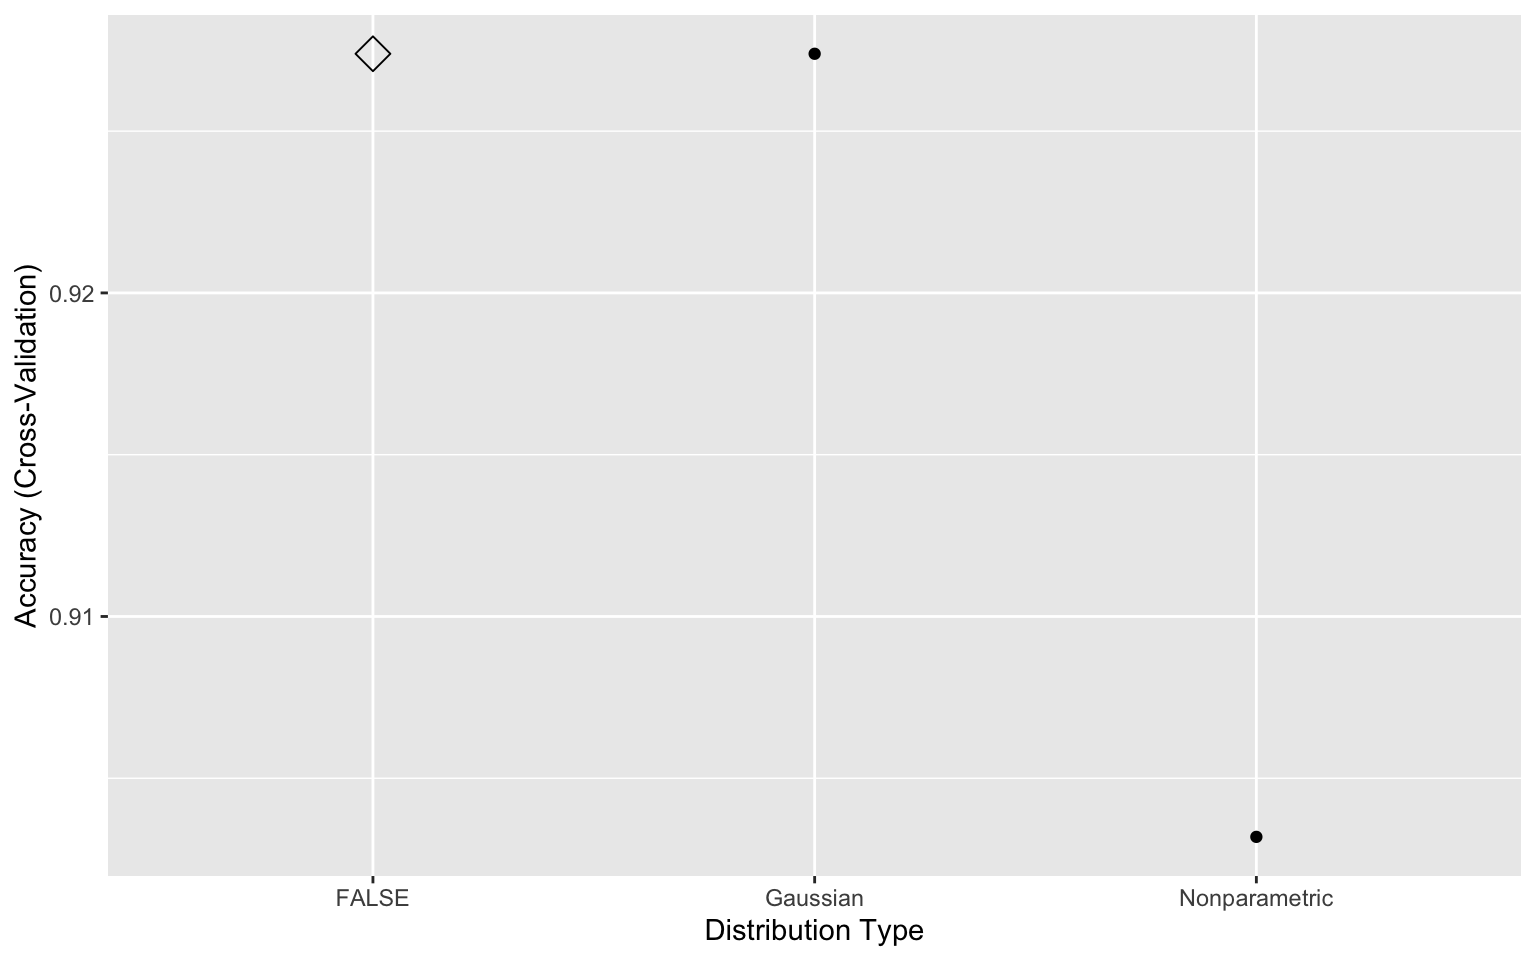 Accuracy (Cross-Validation)
0.92
0.91
FALSE
Gaussian
Nonparametric
Distribution Type